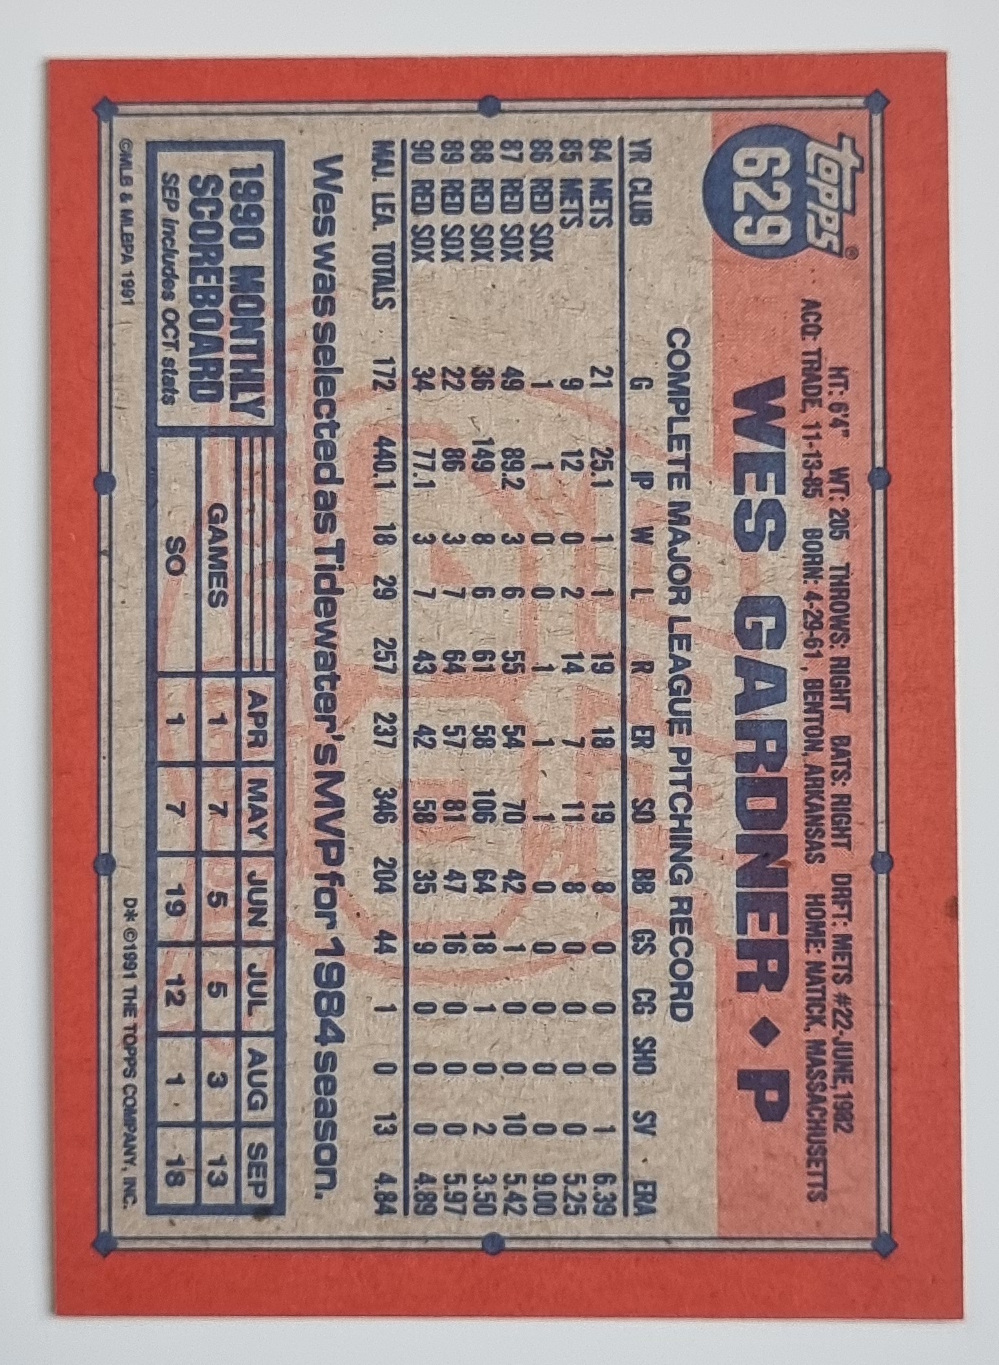 Topps®
629
HT: 6'4" WT: 205 THROWS: RIGHT BATS: RIGHT DRFT: METS #22-JUNE, 1982
ACQ: TRADE, 11-13-85 BORN: 4-29-61, BENTON, ARKANSAS HOME: NATICK, MASSACHUSETTS
WES GARDNER ◆ P
COMPLETE MAJOR LEAGUE PITCHING RECORD
YR CLUB G IP W L R ER SO BB GS CG SHO SV ERA
84 METS 21 25.1 1 1 19 18 19 8 0 0 0 1 6.39
85 METS 9 12 0 2 14 7 11 8 0 0 0 0 5.25
86 RED SOX 1 1 0 0 1 1 1 0 0 0 0 0 9.00
87 RED SOX 49 89.2 3 6 55 54 70 42 1 0 0 10 5.42
88 RED SOX 36 149 8 6 61 58 106 64 18 1 0 2 3.50
89 RED SOX 22 86 3 7 64 57 81 47 16 0 0 0 5.97
90 RED SOX 34 77.1 3 7 43 42 58 35 9 0 0 0 4.89
MAJ. LEA. TOTALS 172 440.1 18 29 257 237 346 204 44 1 0 13 4.84
Wes was selected as Tidewater's MVP for 1984 season.
1990 MONTHLY
SCOREBOARD
SEP includes OCT stats
APR MAY JUN JUL AUG SEP
GAMES 1 7 5 5 3 13
SO 1 7 19 12 1 18
©MLB & MLBPA 1991
D* ©1991 THE TOPPS COMPANY, INC.